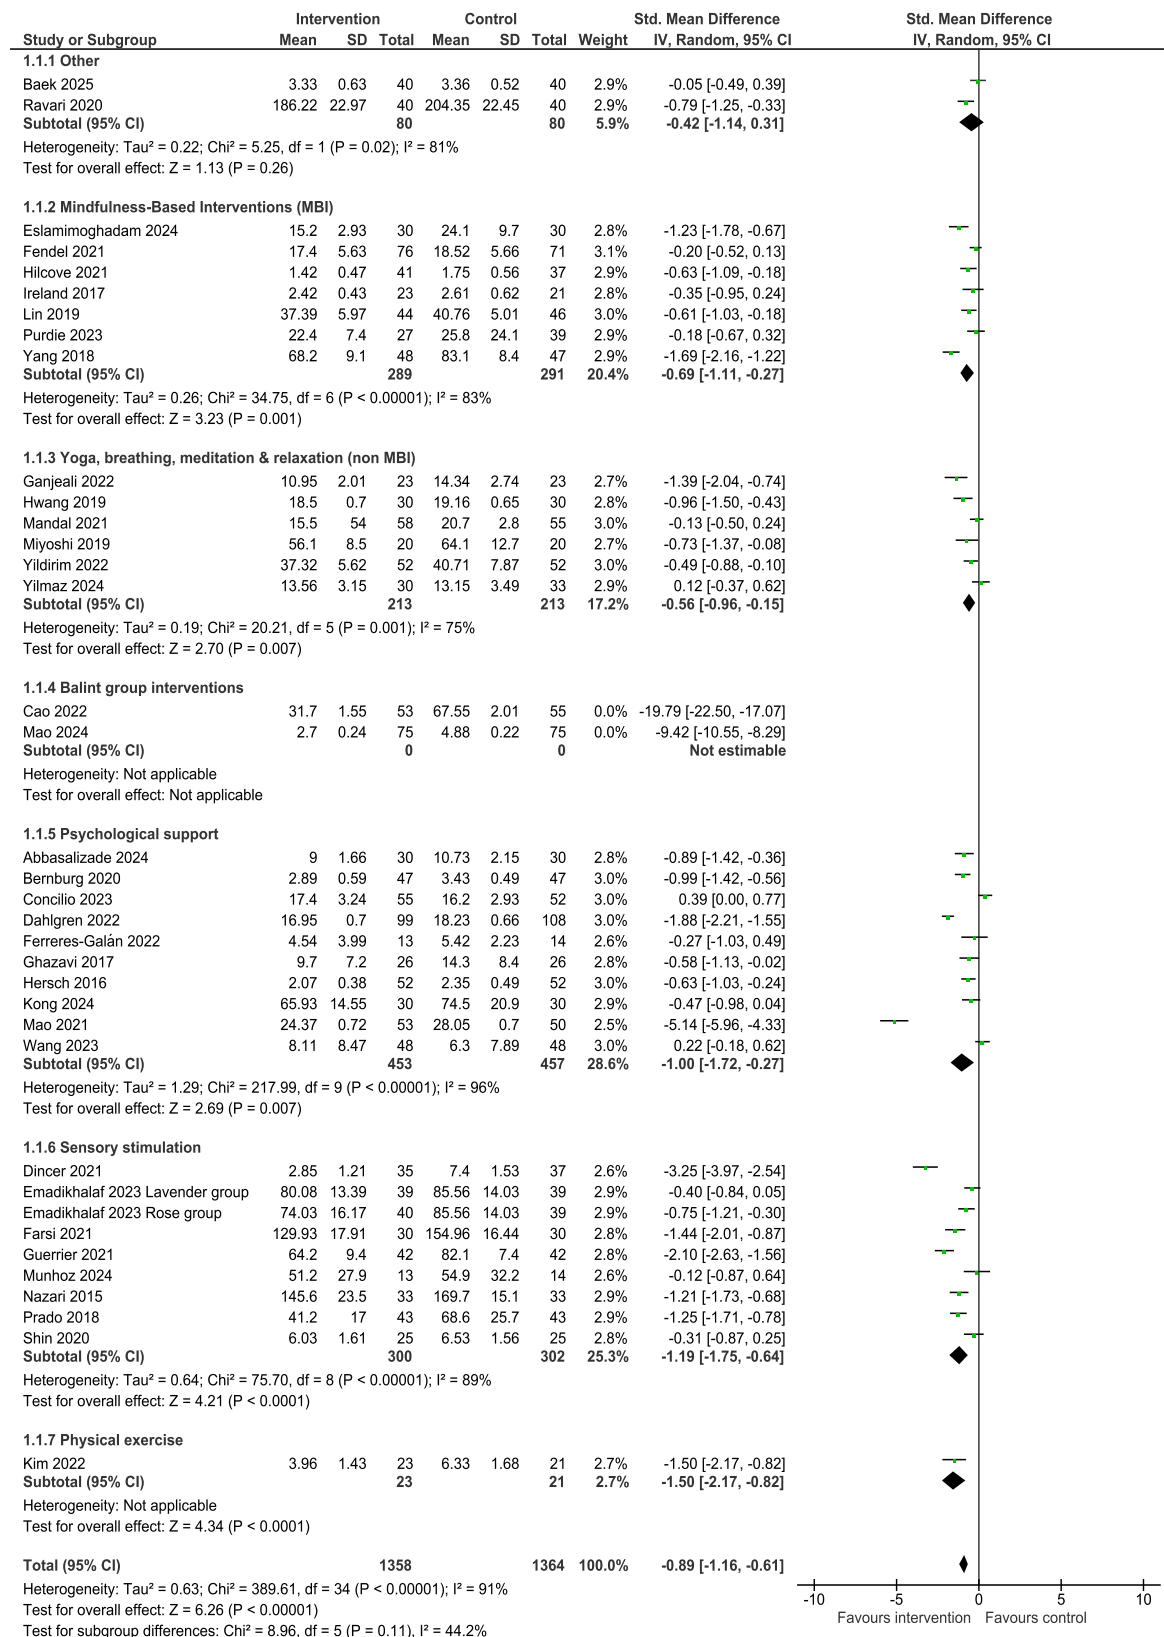 Intervention Control Std. Mean Difference Std. Mean Difference
Study or Subgroup Mean SD Total Mean SD Total Weight IV, Random, 95% CI IV, Random, 95% CI
1.1.1 Other
Baek 2025 3.33 0.63 40 3.36 0.52 40 2.9% -0.05 [-0.49, 0.39]
Ravari 2020 186.22 22.97 40 204.35 22.45 40 2.9% -0.79 [-1.25, -0.33]
Subtotal (95% CI) 80 80 5.9% -0.42 [-1.14, 0.31]
Heterogeneity: Tau² = 0.22; Chi² = 5.25, df = 1 (P = 0.02); I² = 81%
Test for overall effect: Z = 1.13 (P = 0.26)
1.1.2 Mindfulness-Based Interventions (MBI)
Eslamimoghadam 2024 15.2 2.93 30 24.1 9.7 30 2.8% -1.23 [-1.78, -0.67]
Fendel 2021 17.4 5.63 76 18.52 5.66 71 3.1% -0.20 [-0.52, 0.13]
Hilcove 2021 1.42 0.47 41 1.75 0.56 37 2.9% -0.63 [-1.09, -0.18]
Ireland 2017 2.42 0.43 23 2.61 0.62 21 2.8% -0.35 [-0.95, 0.24]
Lin 2019 37.39 5.97 44 40.76 5.01 46 3.0% -0.61 [-1.03, -0.18]
Purdie 2023 22.4 7.4 27 25.8 24.1 39 2.9% -0.18 [-0.67, 0.32]
Yang 2018 68.2 9.1 48 83.1 8.4 47 2.9% -1.69 [-2.16, -1.22]
Subtotal (95% CI) 289 291 20.4% -0.69 [-1.11, -0.27]
Heterogeneity: Tau² = 0.26; Chi² = 34.75, df = 6 (P < 0.00001); I² = 83%
Test for overall effect: Z = 3.23 (P = 0.001)
1.1.3 Yoga, breathing, meditation & relaxation (non MBI)
Ganjeali 2022 10.95 2.01 23 14.34 2.74 23 2.7% -1.39 [-2.04, -0.74]
Hwang 2019 18.5 0.7 30 19.16 0.65 30 2.8% -0.96 [-1.50, -0.43]
Mandal 2021 15.5 54 58 20.7 2.8 55 3.0% -0.13 [-0.50, 0.24]
Miyoshi 2019 56.1 8.5 20 64.1 12.7 20 2.7% -0.73 [-1.37, -0.08]
Yildirim 2022 37.32 5.62 52 40.71 7.87 52 3.0% -0.49 [-0.88, -0.10]
Yilmaz 2024 13.56 3.15 30 13.15 3.49 33 2.9% 0.12 [-0.37, 0.62]
Subtotal (95% CI) 213 213 17.2% -0.56 [-0.96, -0.15]
Heterogeneity: Tau² = 0.19; Chi² = 20.21, df = 5 (P = 0.001); I² = 75%
Test for overall effect: Z = 2.70 (P = 0.007)
1.1.4 Balint group interventions
Cao 2022 31.7 1.55 53 67.55 2.01 55 0.0% -19.79 [-22.50, -17.07]
Mao 2024 2.7 0.24 75 4.88 0.22 75 0.0% -9.42 [-10.55, -8.29]
Subtotal (95% CI) 0 0 Not estimable
Heterogeneity: Not applicable
Test for overall effect: Not applicable
1.1.5 Psychological support
Abbasalizade 2024 9 1.66 30 10.73 2.15 30 2.8% -0.89 [-1.42, -0.36]
Bernburg 2020 2.89 0.59 47 3.43 0.49 47 3.0% -0.99 [-1.42, -0.56]
Concilio 2023 17.4 3.24 55 16.2 2.93 52 3.0% 0.39 [0.00, 0.77]
Dahlgren 2022 16.95 0.7 99 18.23 0.66 108 3.0% -1.88 [-2.21, -1.55]
Ferreres-Galán 2022 4.54 3.99 13 5.42 2.23 14 2.6% -0.27 [-1.03, 0.49]
Ghazavi 2017 9.7 7.2 26 14.3 8.4 26 2.8% -0.58 [-1.13, -0.02]
Hersch 2016 2.07 0.38 52 2.35 0.49 52 3.0% -0.63 [-1.03, -0.24]
Kong 2024 65.93 14.55 30 74.5 20.9 30 2.9% -0.47 [-0.98, 0.04]
Mao 2021 24.37 0.72 53 28.05 0.7 50 2.5% -5.14 [-5.96, -4.33]
Wang 2023 8.11 8.47 48 6.3 7.89 48 3.0% 0.22 [-0.18, 0.62]
Subtotal (95% CI) 453 457 28.6% -1.00 [-1.72, -0.27]
Heterogeneity: Tau² = 1.29; Chi² = 217.99, df = 9 (P < 0.00001); I² = 96%
Test for overall effect: Z = 2.69 (P = 0.007)
1.1.6 Sensory stimulation
Dincer 2021 2.85 1.21 35 7.4 1.53 37 2.6% -3.25 [-3.97, -2.54]
Emadikhalaf 2023 Lavender group 80.08 13.39 39 85.56 14.03 39 2.9% -0.40 [-0.84, 0.05]
Emadikhalaf 2023 Rose group 74.03 16.17 40 85.56 14.03 39 2.9% -0.75 [-1.21, -0.30]
Farsi 2021 129.93 17.91 30 154.96 16.44 30 2.8% -1.44 [-2.01, -0.87]
Guerrier 2021 64.2 9.4 42 82.1 7.4 42 2.8% -2.10 [-2.63, -1.56]
Munhoz 2024 51.2 27.9 13 54.9 32.2 14 2.6% -0.12 [-0.87, 0.64]
Nazari 2015 145.6 23.5 33 169.7 15.1 33 2.8% -1.21 [-1.73, -0.68]
Prado 2018 41.2 17 43 68.6 25.7 43 2.9% -1.25 [-1.71, -0.78]
Shin 2020 6.03 1.61 25 6.53 1.56 25 2.8% -0.31 [-0.87, 0.25]
Subtotal (95% CI) 300 302 25.3% -1.19 [-1.75, -0.64]
Heterogeneity: Tau² = 0.64; Chi² = 75.70, df = 8 (P < 0.00001); I² = 89%
Test for overall effect: Z = 4.21 (P < 0.0001)
1.1.7 Physical exercise
Kim 2022 3.96 1.43 23 6.33 1.68 21 2.7% -1.50 [-2.17, -0.82]
Subtotal (95% CI) 23 21 2.7% -1.50 [-2.17, -0.82]
Heterogeneity: Not applicable
Test for overall effect: Z = 4.34 (P < 0.0001)
Total (95% CI) 1358 1364 100.0% -0.89 [-1.16, -0.61]
Heterogeneity: Tau² = 0.63; Chi² = 389.61, df = 34 (P < 0.00001); I² = 91%
Test for overall effect: Z = 6.26 (P < 0.00001)
Test for subgroup differences: Chi² = 8.96, df = 5 (P = 0.11), I² = 44.2%
-10 -5 0 5 10
Favours intervention Favours control